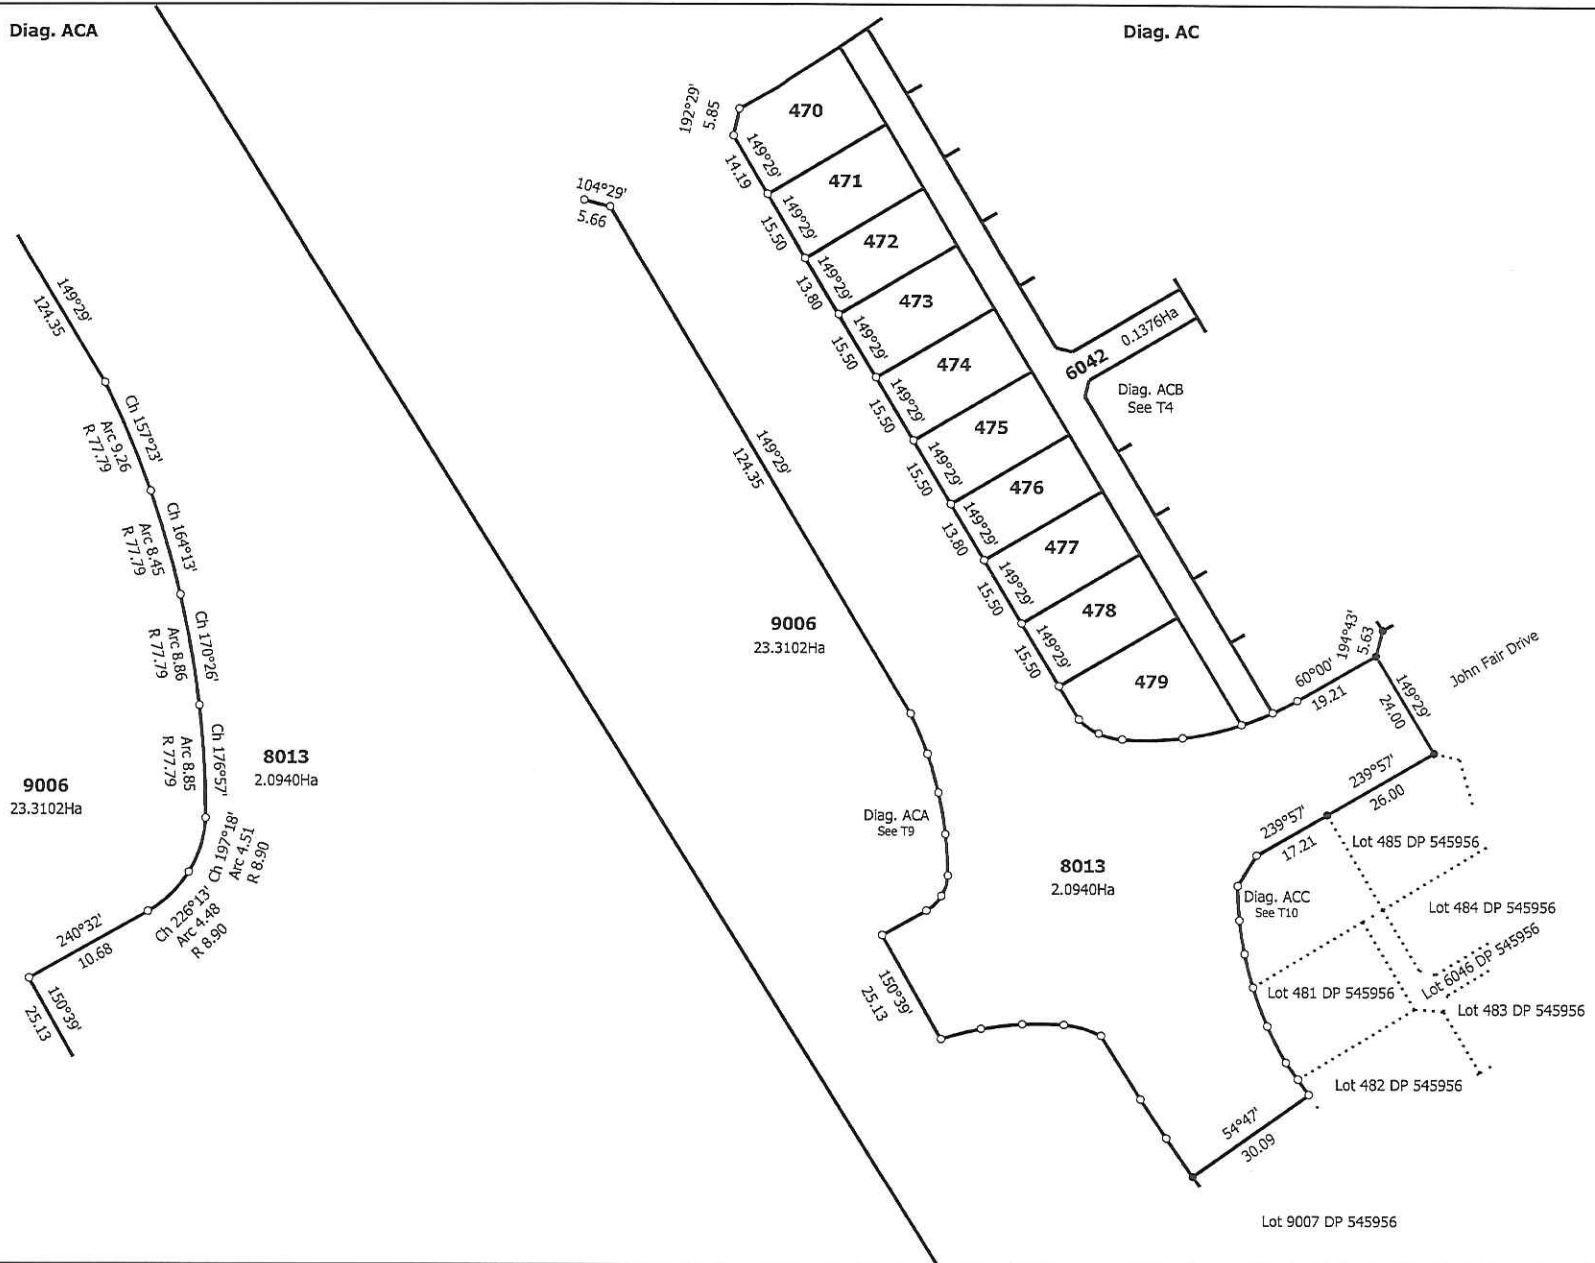 Diag. ACA
149°29'
124.35
Ch 157°23'
Arc 9.26
R 77.79
Ch 164°13'
Arc 8.45
R 77.79
Ch 170°26'
Arc 8.86
R 77.79
Ch 176°57'
Arc 8.85
R 77.79
8013
2.0940Ha
9006
23.3102Ha
Ch 197°18'
Arc 4.51
R 8.90
Ch 226°13'
Arc 4.48
R 8.90
240°32'
10.68
150°39'
25.13
Diag. AC
192°29'
5.85
470
149°29'
14.19
471
149°29'
15.50
472
149°29'
13.80
473
149°29'
15.50
474
149°29'
15.50
475
149°29'
15.50
476
149°29'
13.80
477
149°29'
15.50
478
149°29'
15.50
479
104°29'
5.66
149°29'
124.35
6042
0.1376Ha
Diag. ACB
See T4
9006
23.3102Ha
60°00'
19.21
194°43'
5.63
149°29'
24.00
John Fair Drive
239°57'
26.00
239°57'
17.21
Diag. ACA
See T9
8013
2.0940Ha
Lot 485 DP 545956
Diag. ACC
See T10
Lot 484 DP 545956
Lot 6046 DP 545956
Lot 481 DP 545956
Lot 483 DP 545956
Lot 482 DP 545956
150°39'
25.13
54°47'
30.09
Lot 9007 DP 545956